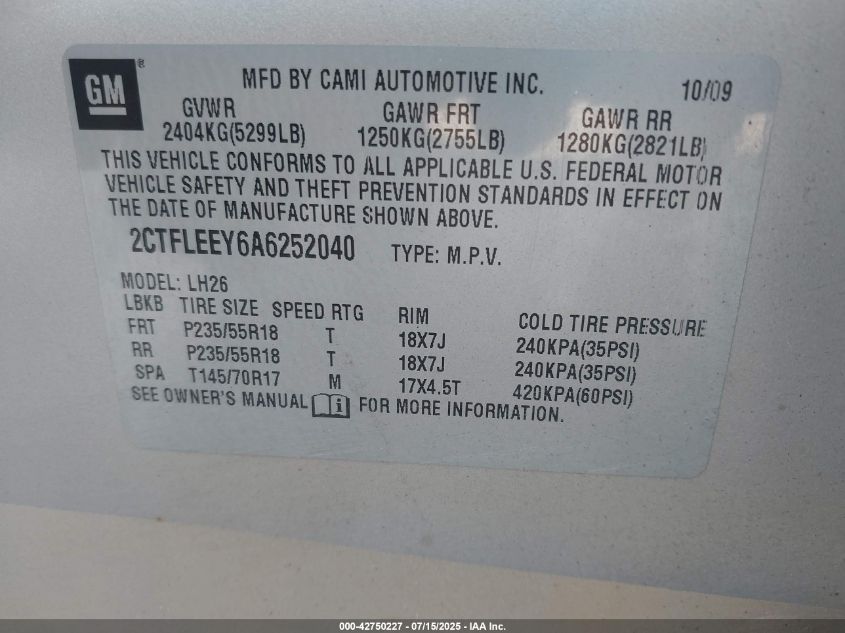 GM ®
MFD BY CAMI AUTOMOTIVE INC. 10/09
GVWR GAWR FRT GAWR RR
2404KG(5299LB) 1250KG(2755LB) 1280KG(2821LB)
THIS VEHICLE CONFORMS TO ALL APPLICABLE U.S. FEDERAL MOTOR
VEHICLE SAFETY AND THEFT PREVENTION STANDARDS IN EFFECT ON
THE DATE OF MANUFACTURE SHOWN ABOVE.
2CTFLEEY6A6252040 TYPE: M.P.V.
MODEL: LH26
LBKB TIRE SIZE SPEED RTG RIM COLD TIRE PRESSURE
FRT P235/55R18 T 18X7J 240KPA(35PSI)
RR P235/55R18 T 18X7J 240KPA(35PSI)
SPA T145/70R17 M 17X4.5T 420KPA(60PSI)
SEE OWNER'S MANUAL i FOR MORE INFORMATION.
000-42750227 - 07/15/2025 - IAA Inc.